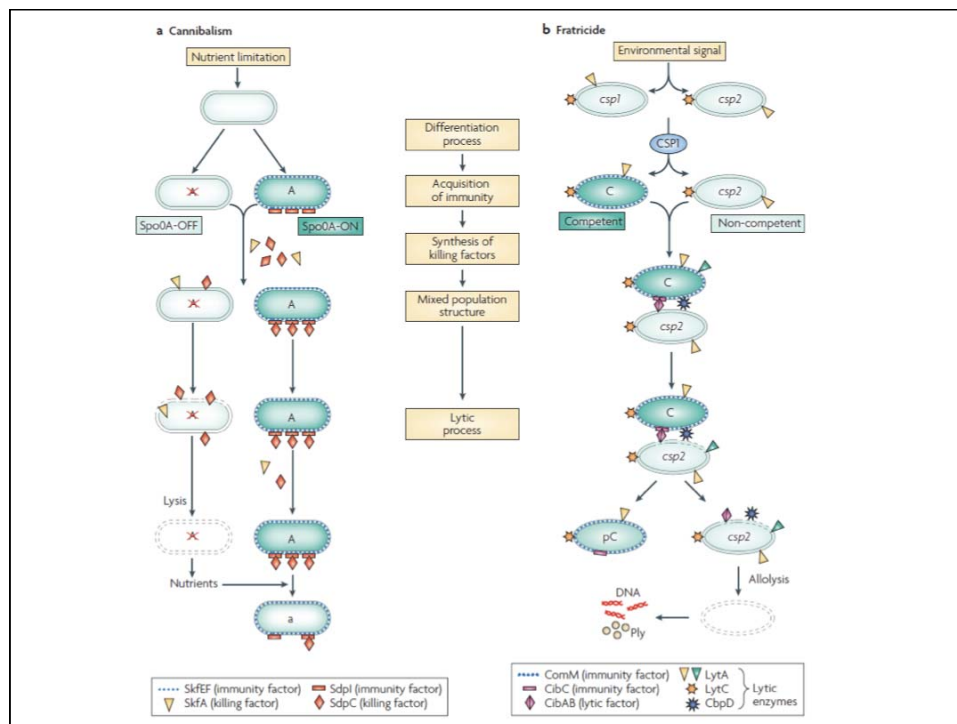 a Cannibalism
Nutrient limitation
A
A
Spo0A-OFF
Spo0A-ON
A
A
A
A
Lysis
A
A
Nutrients
a
SkfEF (immunity factor)
SkfA (killing factor)
SdpI (immunity factor)
SdpC (killing factor)
Differentiation
process
Acquisition
of immunity
Synthesis of
killing factors
Mixed population
structure
Lytic
process
b Fratricide
Environmental signal
csp1
csp2
CSP1
C
csp2
Competent
Non-competent
C
csp2
C
csp2
pC
csp2
Allolysis
DNA
Ply
ComM (immunity factor)
CibC (immunity factor)
CibAB (lytic factor)
LytA
LytC
CbpD
Lytic
enzymes